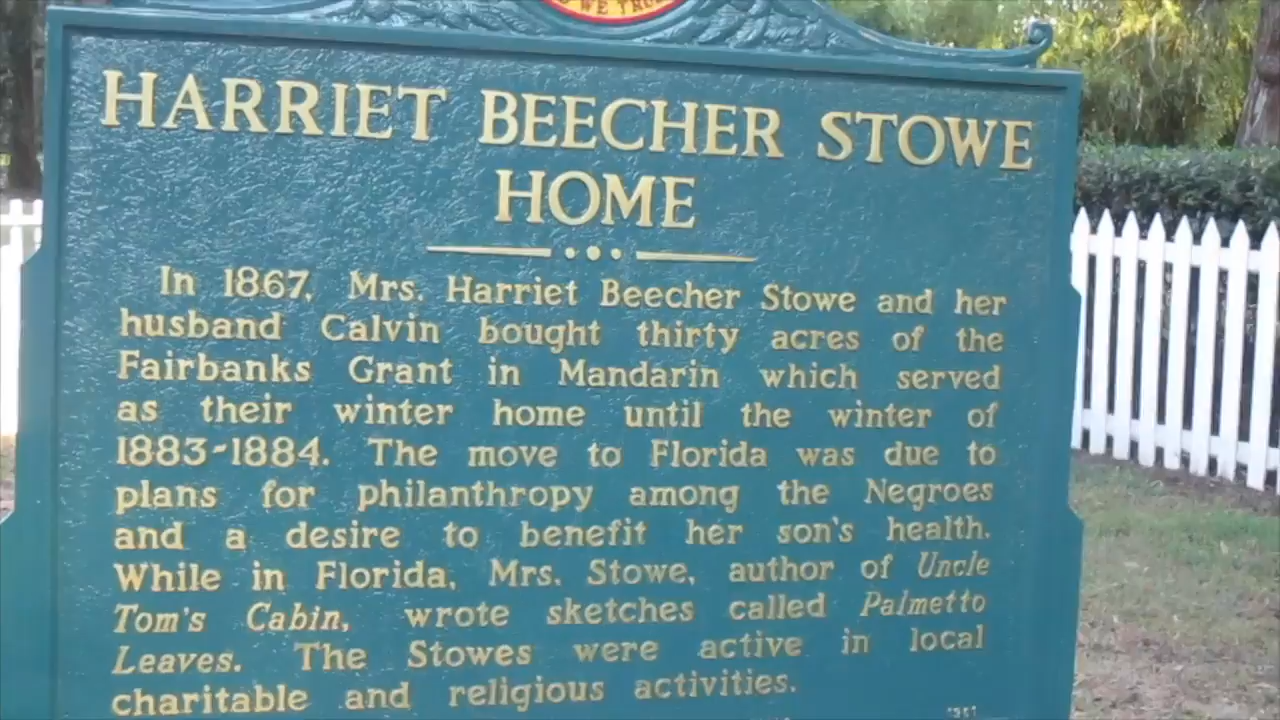 WE TRUS
HARRIET BEECHER STOWE
HOME
In 1867, Mrs. Harriet Beecher Stowe and her
husband Calvin bought thirty acres of the
Fairbanks Grant in Mandarin which served
as their winter home until the winter of
1883-1884. The move to Florida was due to
plans for philanthropy among the Negroes
and a desire to benefit her son's health.
While in Florida, Mrs. Stowe, author of Uncle
Tom's Cabin, wrote sketches called Palmetto
Leaves. The Stowes were active in local
charitable and religious activities.